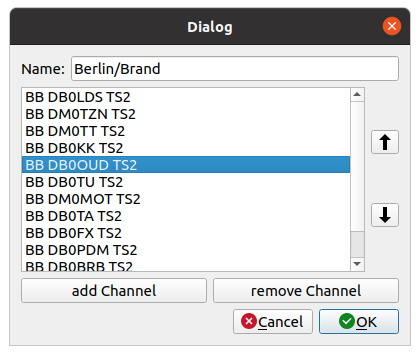 Dialog
Name: Berlin/Brand
BB DB0LDS TS2
BB DM0TZN TS2
BB DM0TT TS2
BB DB0KK TS2
BB DB0OUD TS2
BB DB0TU TS2
BB DM0MOT TS2
BB DB0TA TS2
BB DB0FX TS2
BB DB0PDM TS2
BB DB0BRB TS2
add Channel remove Channel
Cancel OK